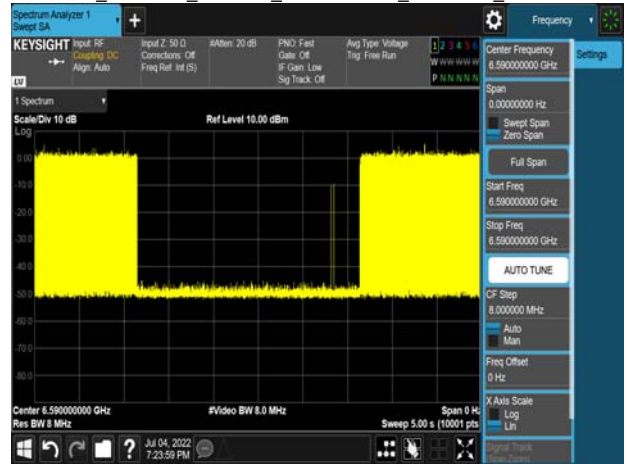 Spectrum Analyzer 1
Swept SA
+
Frequency
KEYSIGHT
Input: RF
Coupling: DC
Align: Auto
Input Z: 50 Ω
Corrections: Off
Freq Ref: Int (S)
#Atten: 20 dB
PNO: Fast
Gate: Off
IF Gain: Low
Sig Track: Off
Avg Type: Voltage
Trig: Free Run
1 2 3 4 5 6
W W W W W W
P N N N N N
LXI
Center Frequency
6.590000000 GHz
Settings
Span
0.00000000 Hz
Swept Span
Zero Span
Full Span
Start Freq
6.590000000 GHz
Stop Freq
6.590000000 GHz
AUTO TUNE
CF Step
8.000000 MHz
Auto
Man
Freq Offset
0 Hz
X Axis Scale
Log
Lin
Signal Track
(Span Zoom)
1 Spectrum
Scale/Div 10 dB
Ref Level 10.00 dBm
Log
0.00
-10.0
-20.0
-30.0
-40.0
-50.0
-60.0
-70.0
-80.0
Center 6.590000000 GHz
#Video BW 8.0 MHz
Span 0 Hz
Res BW 8 MHz
Sweep 5.00 s (10001 pts
?
Jul 04, 2022
7:23:59 PM